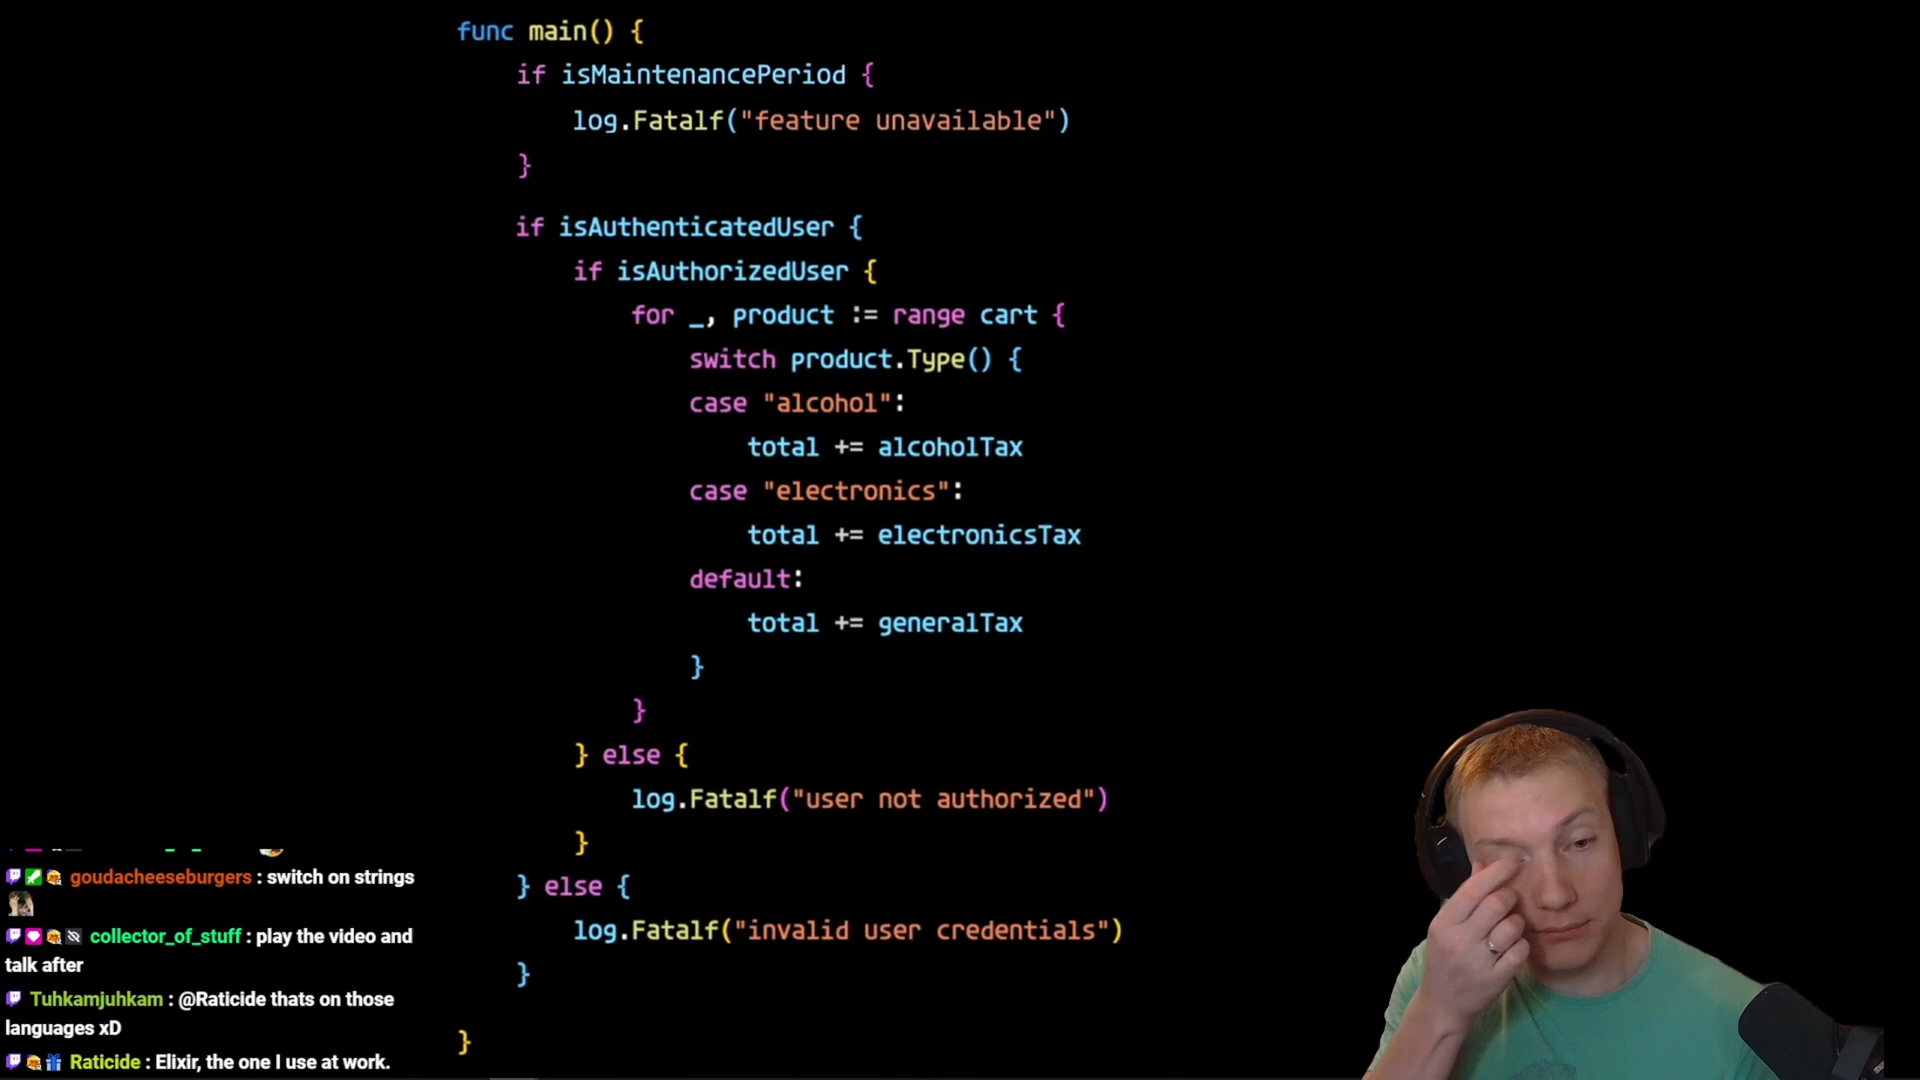 func main() {
if isMaintenancePeriod {
log.Fatalf("feature unavailable")
}
if isAuthenticatedUser {
if isAuthorizedUser {
for _, product := range cart {
switch product.Type() {
case "alcohol":
total += alcoholTax
case "electronics":
total += electronicsTax
default:
total += generalTax
}
}
} else {
log.Fatalf("user not authorized")
}
} else {
log.Fatalf("invalid user credentials")
}
}
goudacheeseburgers : switch on strings
collector_of_stuff : play the video and
talk after
Tuhkamjuhkam : @Raticide thats on those
languages xD
Raticide : Elixir, the one I use at work.